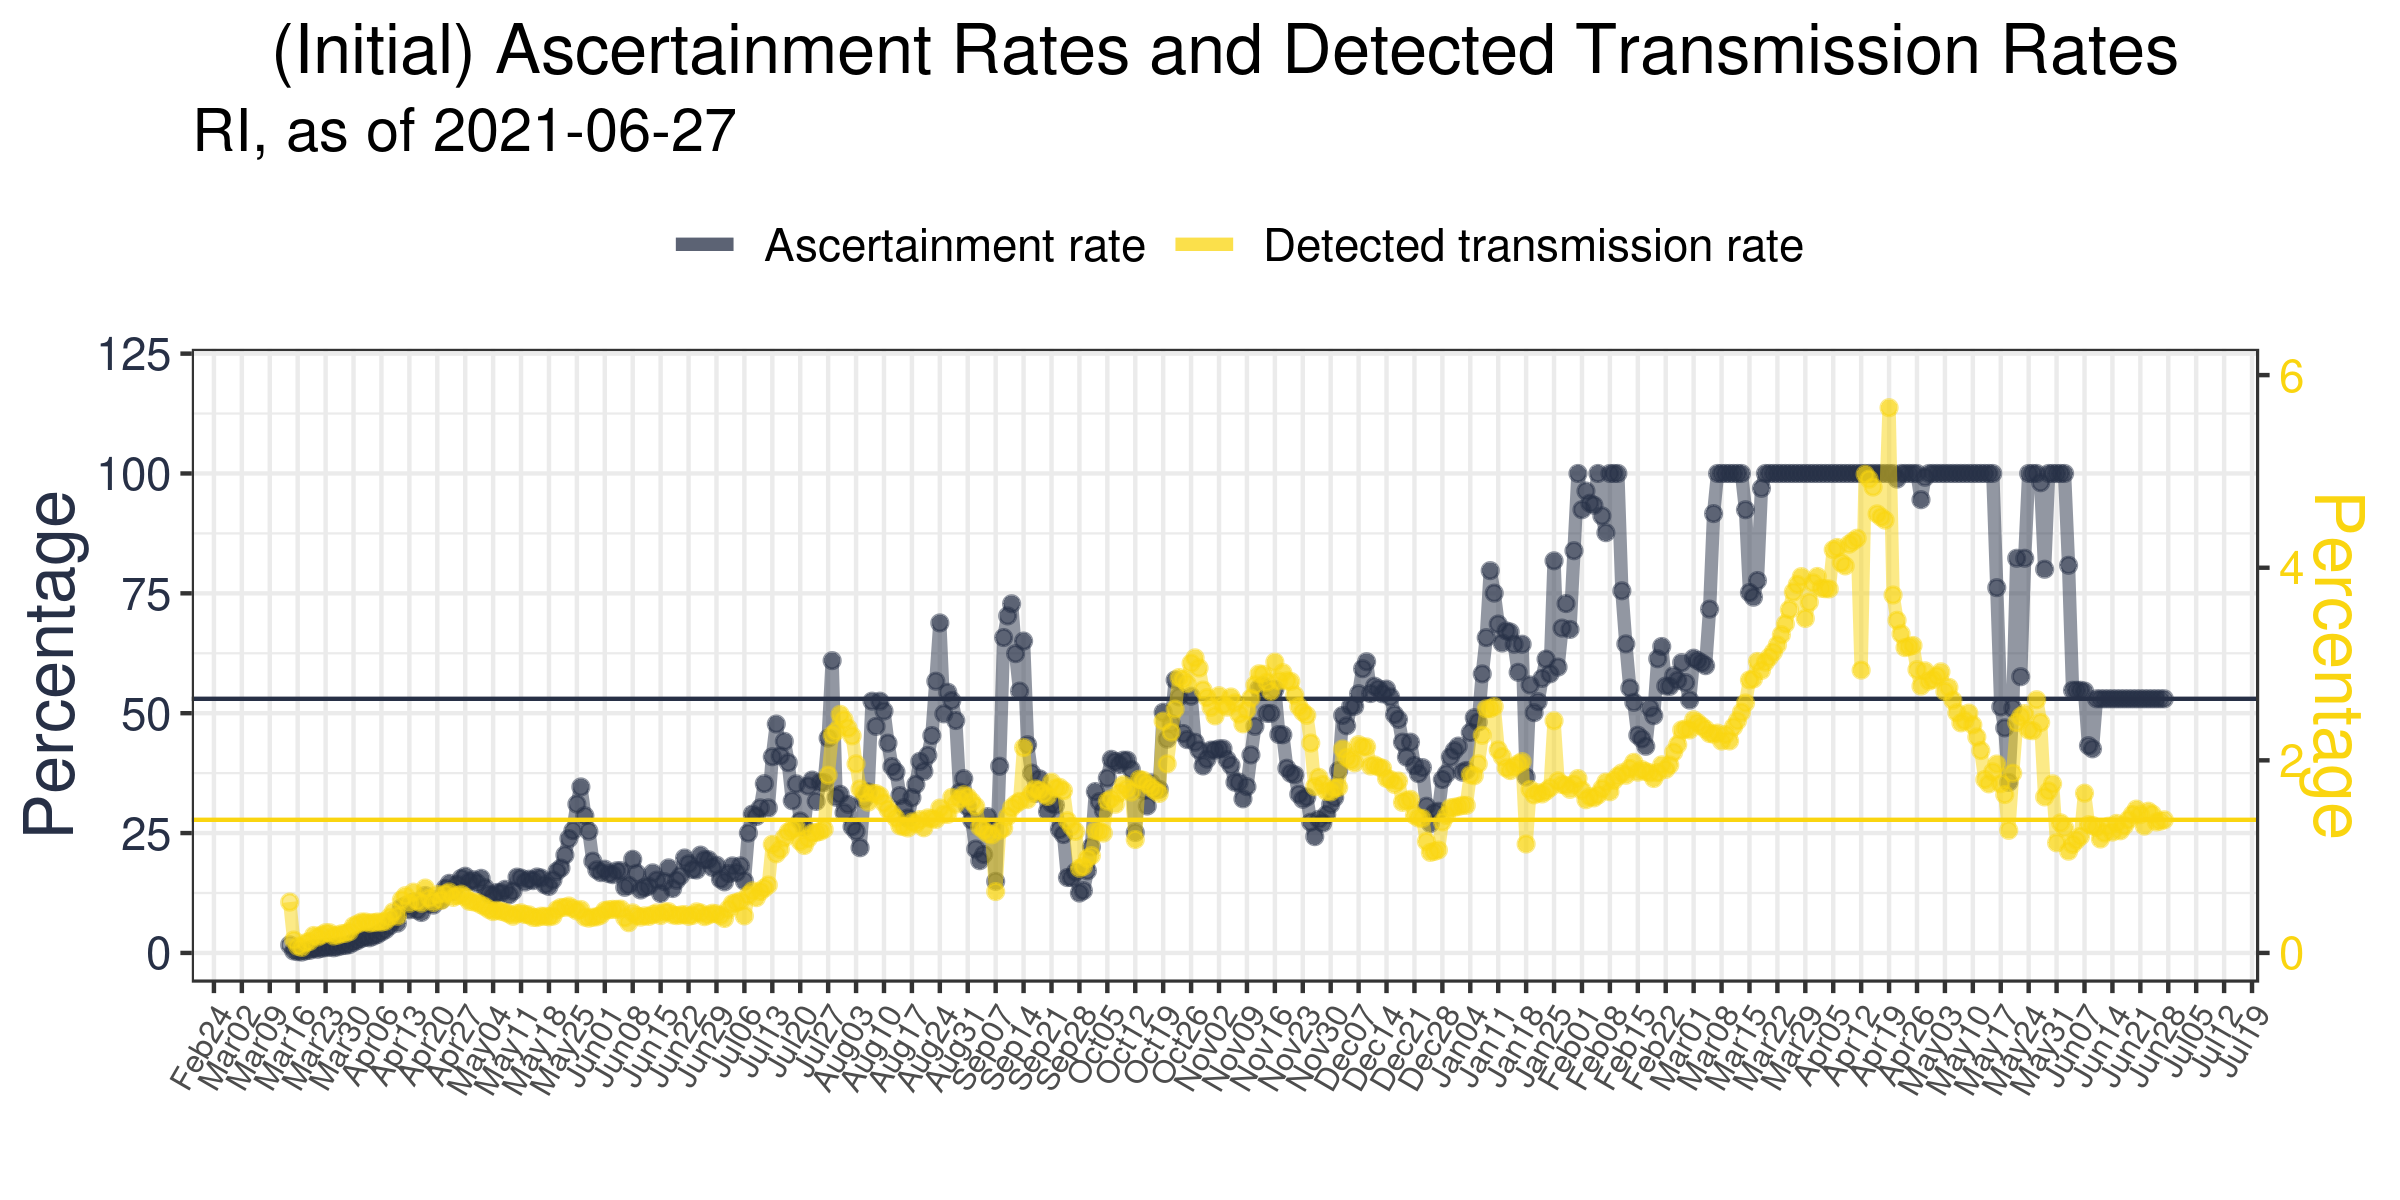 (Initial) Ascertainment Rates and Detected Transmission Rates
RI, as of 2021-06-27
Ascertainment rate
Detected transmission rate
Percentage
125
100
75
50
25
0
6
4
2
0
Percentage
Feb24
Mar02
Mar09
Mar16
Mar23
Mar30
Apr06
Apr13
Apr20
Apr27
May04
May11
May18
May25
Jun01
Jun08
Jun15
Jun22
Jun29
Jul06
Jul13
Jul20
Jul27
Aug03
Aug10
Aug17
Aug24
Aug31
Sep07
Sep14
Sep21
Sep28
Oct05
Oct12
Oct19
Oct26
Nov02
Nov09
Nov16
Nov23
Nov30
Dec07
Dec14
Dec21
Dec28
Jan04
Jan11
Jan18
Jan25
Feb01
Feb08
Feb15
Feb22
Mar01
Mar08
Mar15
Mar22
Mar29
Apr05
Apr12
Apr19
Apr26
May03
May10
May17
May24
May31
Jun07
Jun14
Jun21
Jun28
Jul05
Jul12
Jul19